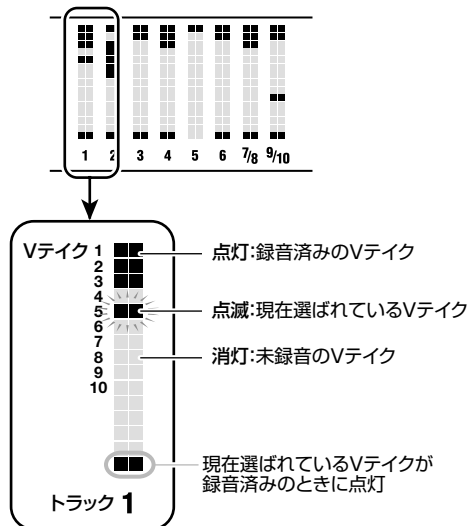 1 2 3 4 5 6 7/8 9/10
Vテイク 1
2
3
4
5
6
7
8
9
10
点灯:録音済みのVテイク
点滅:現在選ばれているVテイク
消灯:未録音のVテイク
現在選ばれているVテイクが
録音済みのときに点灯
トラック 1